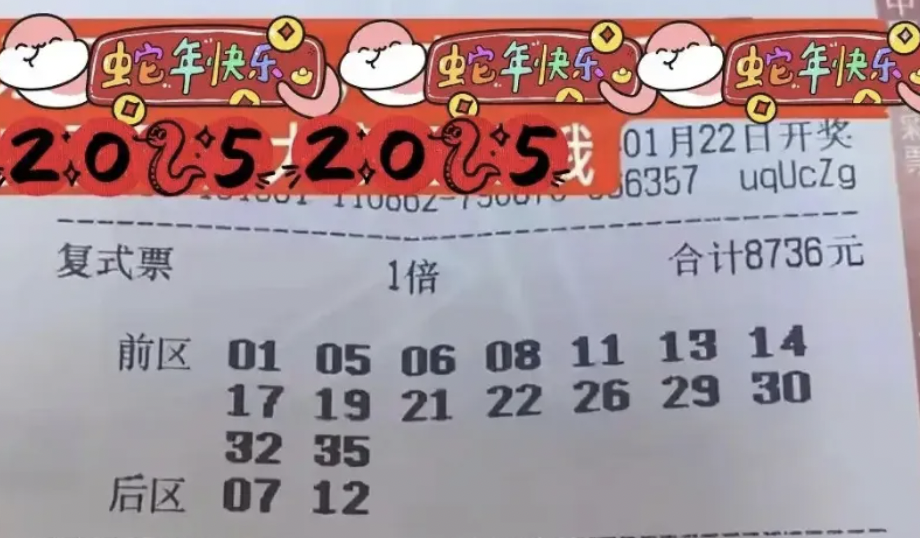 蛇年快乐 蛇年快乐 蛇年快乐
2025 2025
01月22日开奖
6357 uqUcZg
复式票 1倍 合计8736元
前区 01 05 06 08 11 13 14
17 19 21 22 26 29 30
32 35
后区 07 12